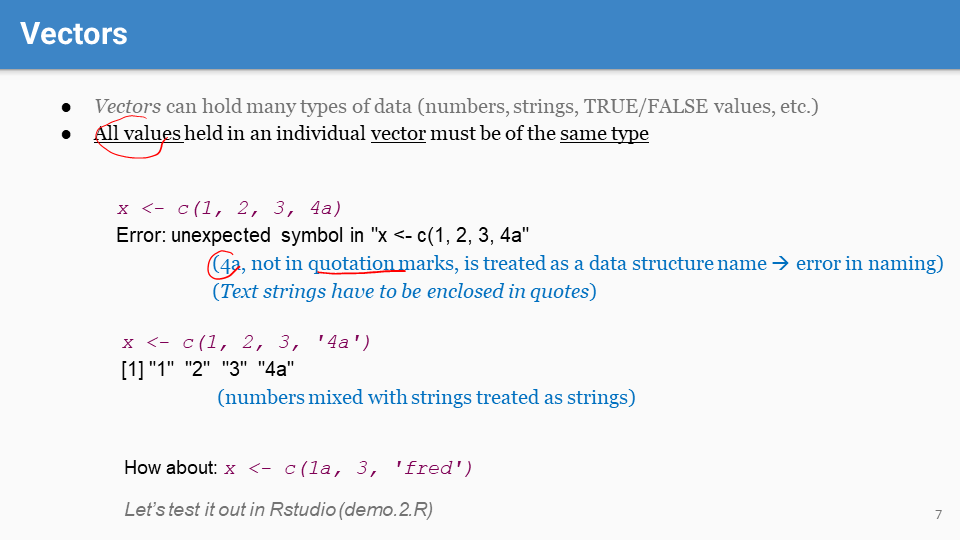 Vectors
● Vectors can hold many types of data (numbers, strings, TRUE/FALSE values, etc.)
● All values held in an individual vector must be of the same type
x <- c(1, 2, 3, 4a)
Error: unexpected symbol in "x <- c(1, 2, 3, 4a"
(4a, not in quotation marks, is treated as a data structure name → error in naming)
(Text strings have to be enclosed in quotes)
x <- c(1, 2, 3, '4a')
[1] "1" "2" "3" "4a"
(numbers mixed with strings treated as strings)
How about: x <- c(1a, 3, 'fred')
Let's test it out in Rstudio (demo.2.R)
7